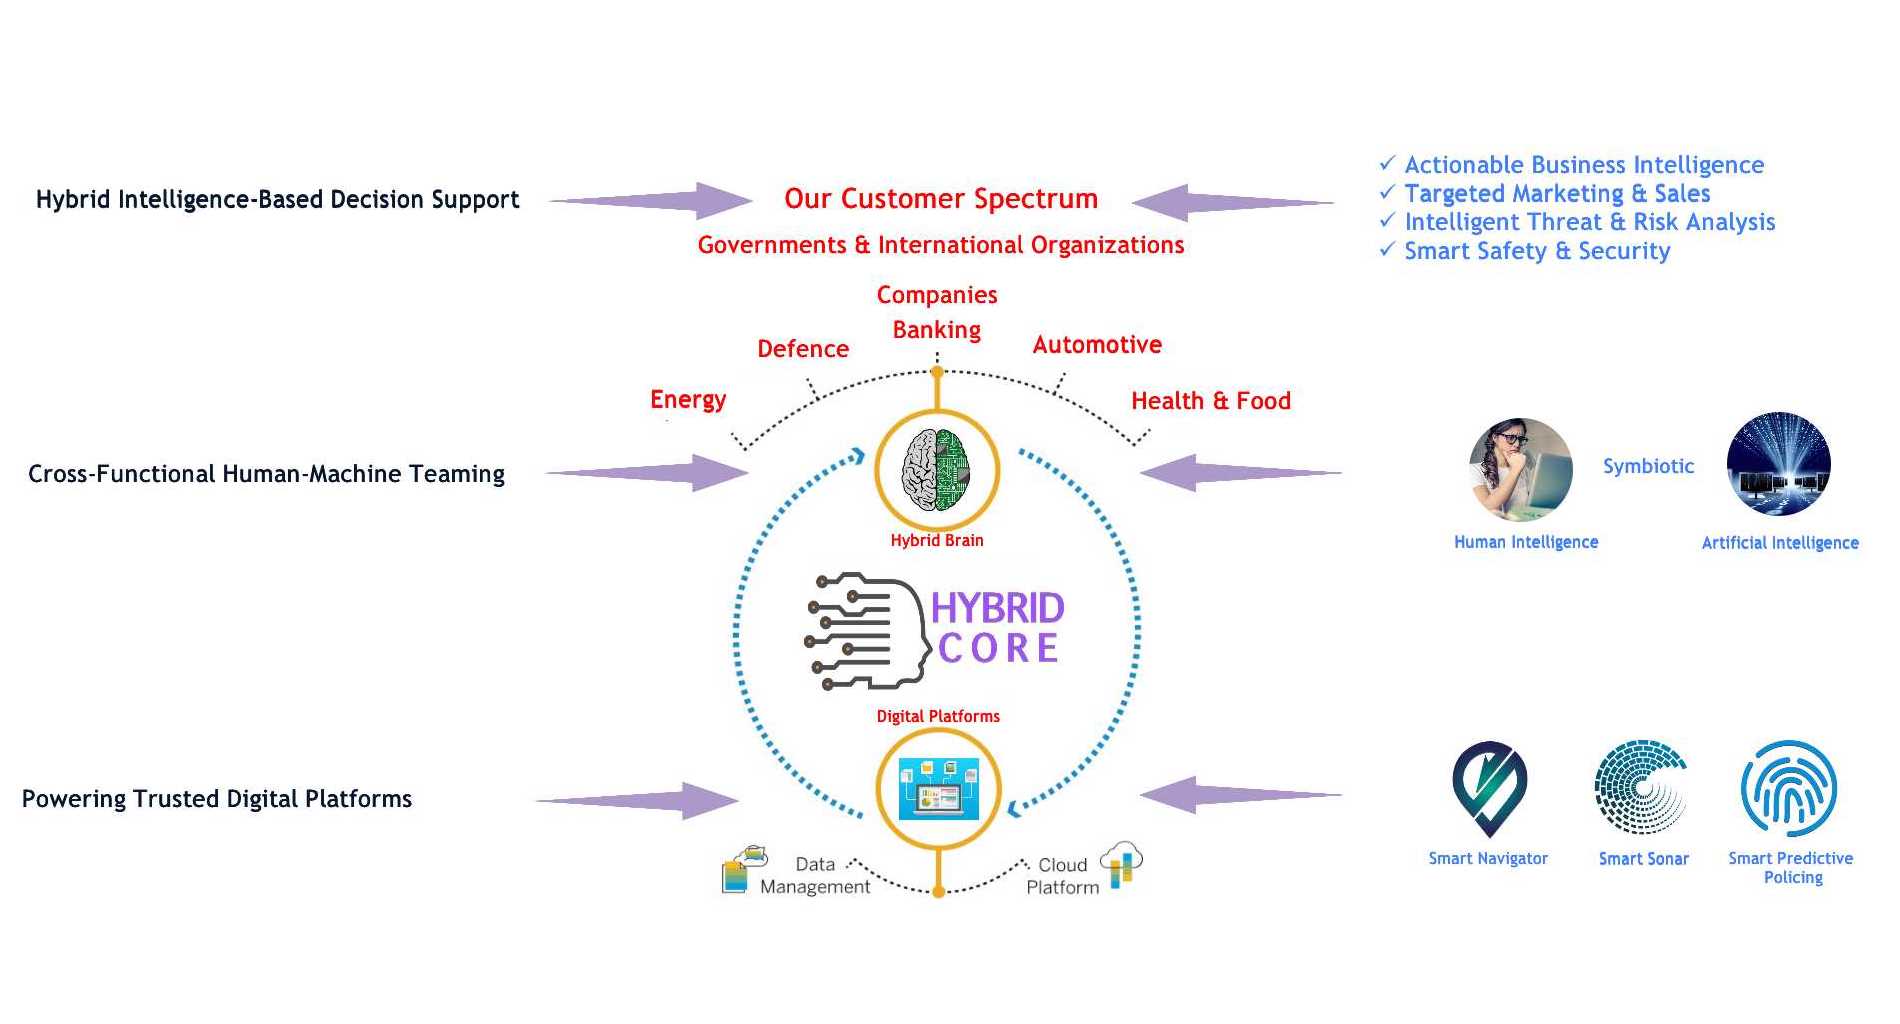 Hybrid Intelligence-Based Decision Support
Our Customer Spectrum
✓ Actionable Business Intelligence
✓ Targeted Marketing & Sales
✓ Intelligent Threat & Risk Analysis
✓ Smart Safety & Security
Governments & International Organizations
Companies
Banking
Defence
Automotive
Energy
Health & Food
Cross-Functional Human-Machine Teaming
Symbiotic
Human Intelligence
Artificial Intelligence
Hybrid Brain
HYBRID
CORE
Digital Platforms
Powering Trusted Digital Platforms
Data
Management
Cloud
Platform
Smart Navigator
Smart Sonar
Smart Predictive
Policing